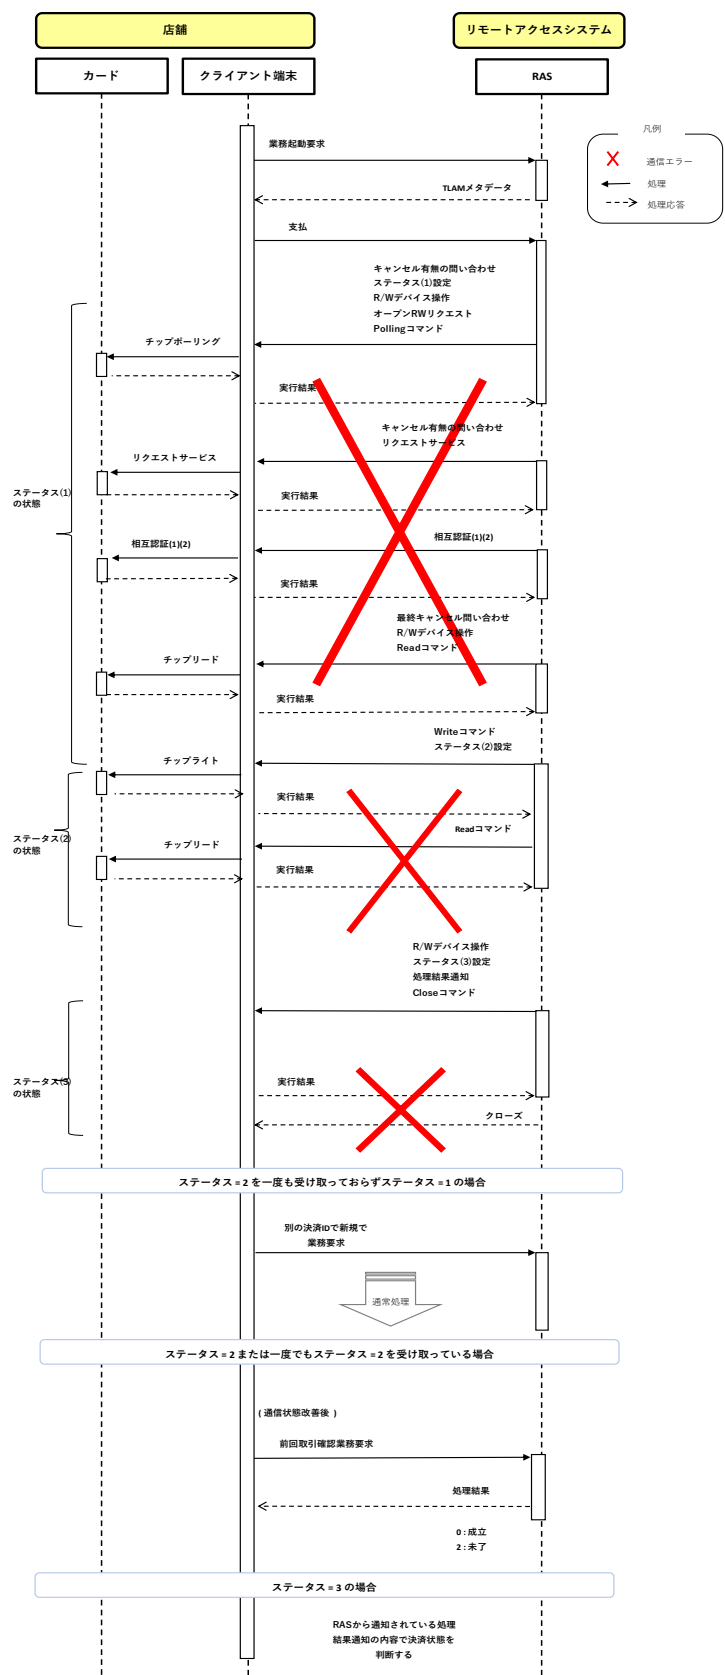 店舗
リモートアクセスシステム
カード
クライアント端末
RAS
凡例
通信エラー
処理
処理応答
業務起動要求
TLAMメタデータ
支払
キャンセル有無の問い合わせ
ステータス(1)設定
R/Wデバイス操作
オープンRWリクエスト
Pollingコマンド
チップポーリング
実行結果
キャンセル有無の問い合わせ
リクエストサービス
リクエストサービス
ステータス(1)
の状態
実行結果
相互認証(1)(2)
相互認証(1)(2)
実行結果
最終キャンセル問い合わせ
R/Wデバイス操作
Readコマンド
チップリード
実行結果
Writeコマンド
ステータス(2)設定
チップライト
実行結果
Readコマンド
ステータス(2)
の状態
チップリード
実行結果
R/Wデバイス操作
ステータス(3)設定
処理結果通知
Closeコマンド
ステータス(3)
の状態
実行結果
クローズ
ステータス = 2 を一度も受け取っておらずステータス = 1 の場合
別の決済IDで新規で
業務要求
通常処理
ステータス = 2 または一度でもステータス = 2 を受け取っている場合
( 通信状態改善後 )
前回取引確認業務要求
処理結果
0 : 成立
2 : 未了
ステータス = 3 の場合
RASから通知されている処理
結果通知の内容で決済状態を
判断する